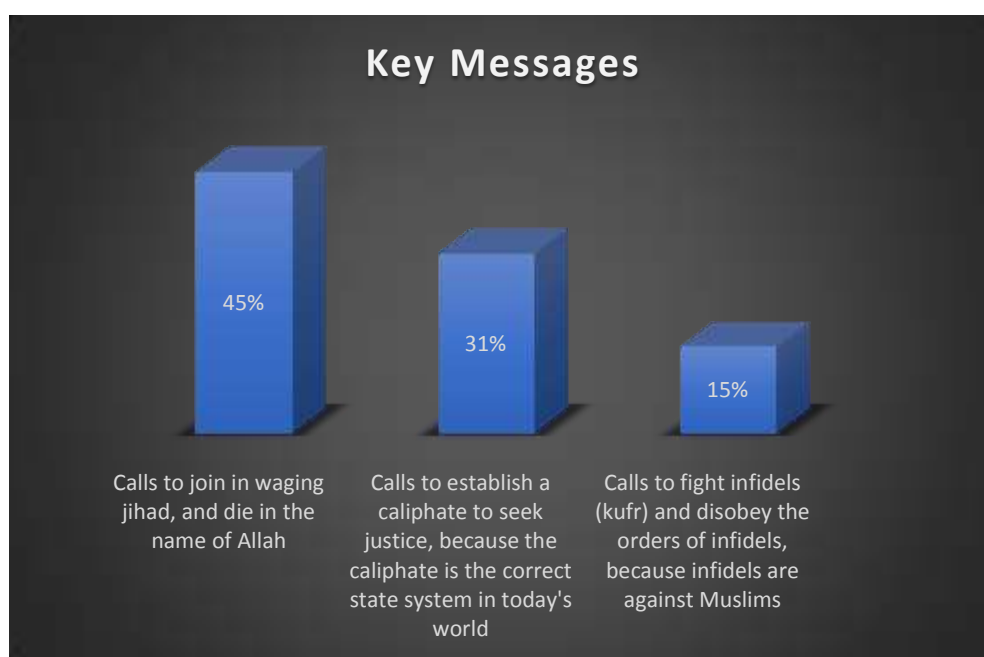 Key Messages
45%
31%
15%
Calls to join in waging
jihad, and die in the
name of Allah
Calls to establish a
caliphate to seek
justice, because the
caliphate is the correct
state system in today's
world
Calls to fight infidels
(kufr) and disobey the
orders of infidels,
because infidels are
against Muslims